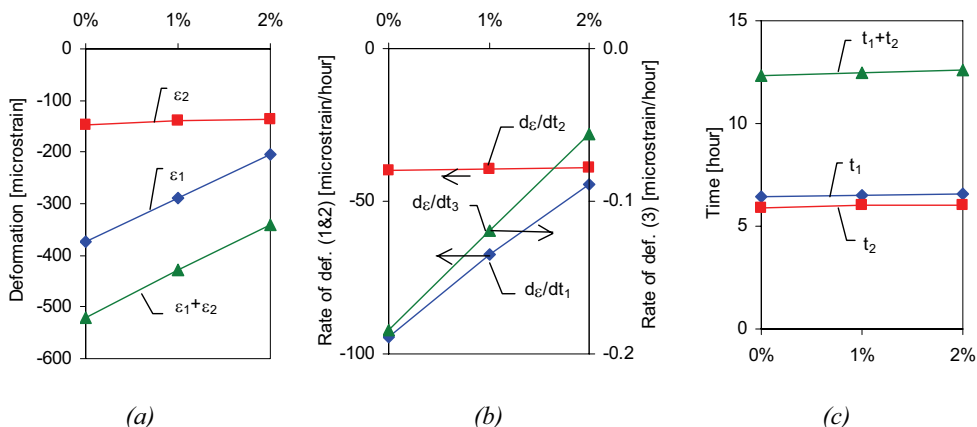 0% 1% 2%
0
-100
-200
-300
-400
-500
-600
Deformation [microstrain]
ε2
ε1
ε1+ε2
(a)
0% 1% 2%
0
-50
-100
Rate of def. (1&2) [microstrain/hour]
dε/dt2
dε/dt3
dε/dt1
0.0
-0.1
-0.2
Rate of def. (3) [microstrain/hour]
(b)
15
10
5
0
Time [hour]
t1+t2
t1
t2
0% 1% 2%
(c)